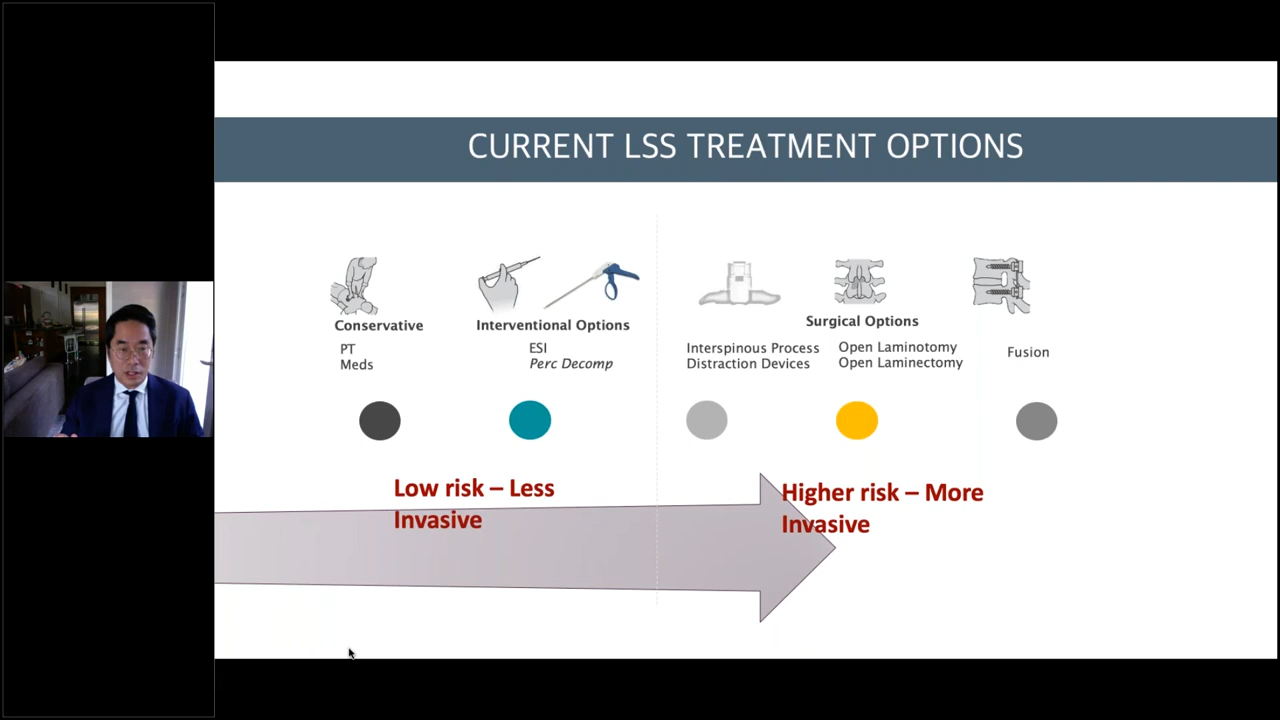 CURRENT LSS TREATMENT OPTIONS
Conservative
PT
Meds
Interventional Options
ESI
Perc Decomp
Surgical Options
Interspinous Process
Distraction Devices
Open Laminotomy
Open Laminectomy
Fusion
Low risk – Less
Invasive
Higher risk – More
Invasive